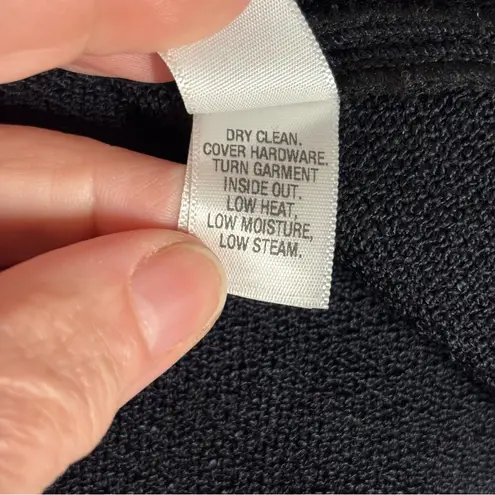 DRY CLEAN.
COVER HARDWARE.
TURN GARMENT
INSIDE OUT,
LOW HEAT,
LOW MOISTURE,
LOW STEAM.